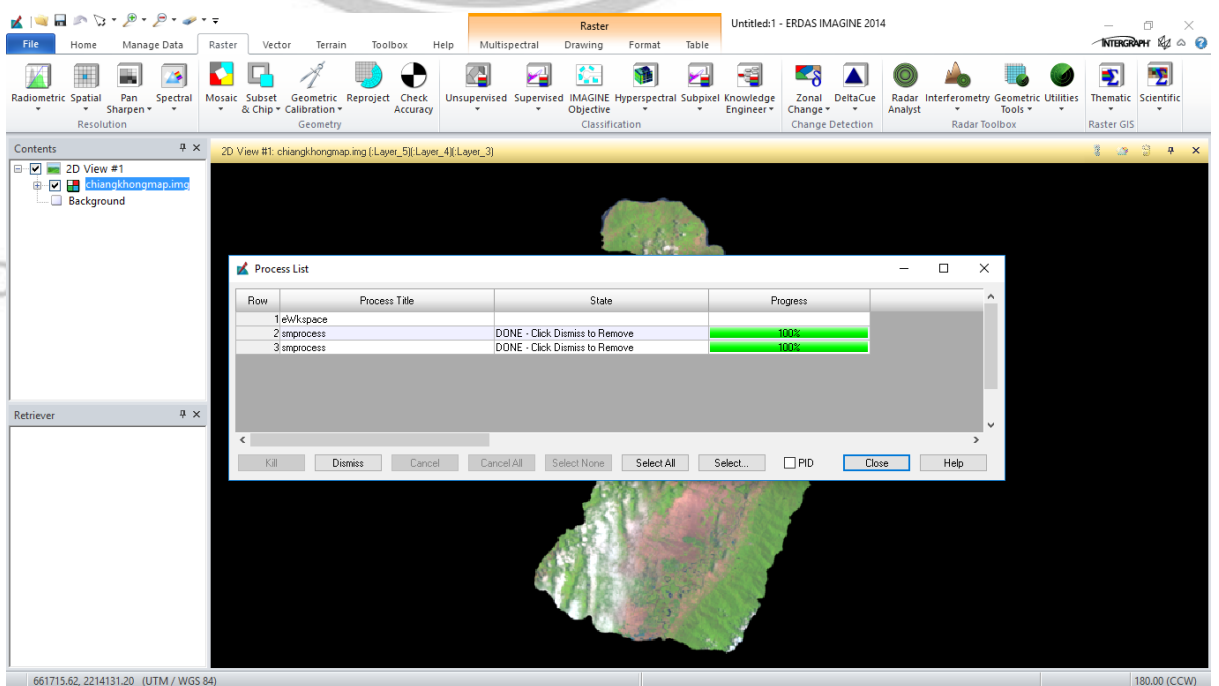 Raster
Untitled:1 - ERDAS IMAGINE 2014
File Home Manage Data Raster Vector Terrain Toolbox Help Multispectral Drawing Format Table
INTERGRAPH
Radiometric Spatial Pan Sharpen Spectral Mosaic Subset & Chip Geometric Calibration Reproject Check Accuracy Unsupervised Supervised IMAGINE Objective Hyperspectral Subpixel Knowledge Engineer Zonal Change DeltaCue Radar Analyst Interferometry Geometric Tools Utilities Thematic Scientific
Resolution Geometry Classification Change Detection Radar Toolbox Raster GIS
Contents
2D View #1
chiangkhongmap.img
Background
Retriever
2D View #1: chiangkhongmap.img (:Layer_5)(:Layer_4)(:Layer_3)
Process List
Row Process Title State Progress
1 eWkspace
2 smprocess DONE - Click Dismiss to Remove 100%
3 smprocess DONE - Click Dismiss to Remove 100%
Kill Dismiss Cancel Cancel All Select None Select All Select... PID Close Help
661715.62, 2214131.20 (UTM / WGS 84)
180.00 (CCW)